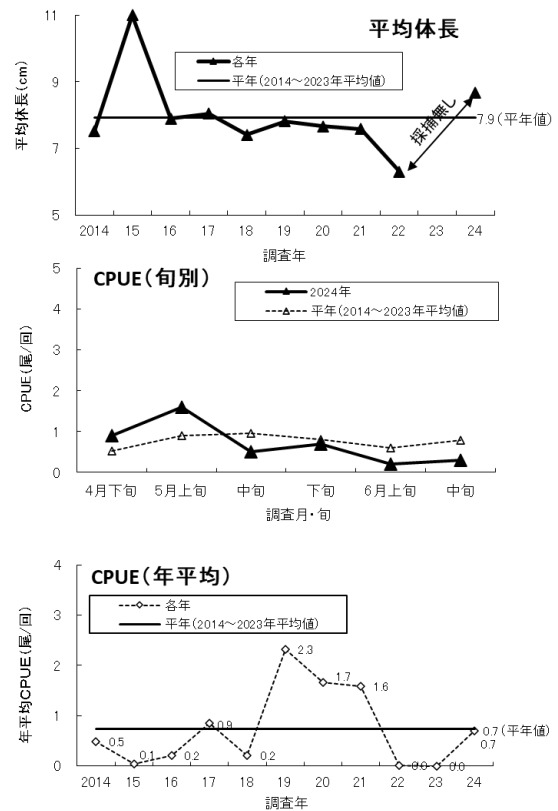 平均体長
各年
平年(2014～2023年平均値)
平均体長(cm)
11
9
7
5
7.9(平年値)
採捕無し
2014 15 16 17 18 19 20 21 22 23 24
調査年
CPUE(旬別)
2024年
平年(2014～2023年平均値)
CPUE(尾/回)
5
4
3
2
1
0
4月下旬 5月上旬 中旬 下旬 6月上旬 中旬
調査月・旬
CPUE(年平均)
各年
平年(2014～2023年平均値)
年平均CPUE(尾/回)
4
3
2
1
0
0.5 0.1 0.2 0.9 0.2 2.3 1.7 1.6 0.0 0.0 0.7
0.7(平年値)
2014 15 16 17 18 19 20 21 22 23 24
調査年